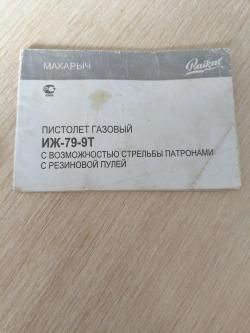 МАКАРЫЧ
Baikal
ПИСТОЛЕТ ГАЗОВЫЙ
ИЖ-79-9Т
С ВОЗМОЖНОСТЬЮ СТРЕЛЬБЫ ПАТРОНАМИ
С РЕЗИНОВОЙ ПУЛЕЙ